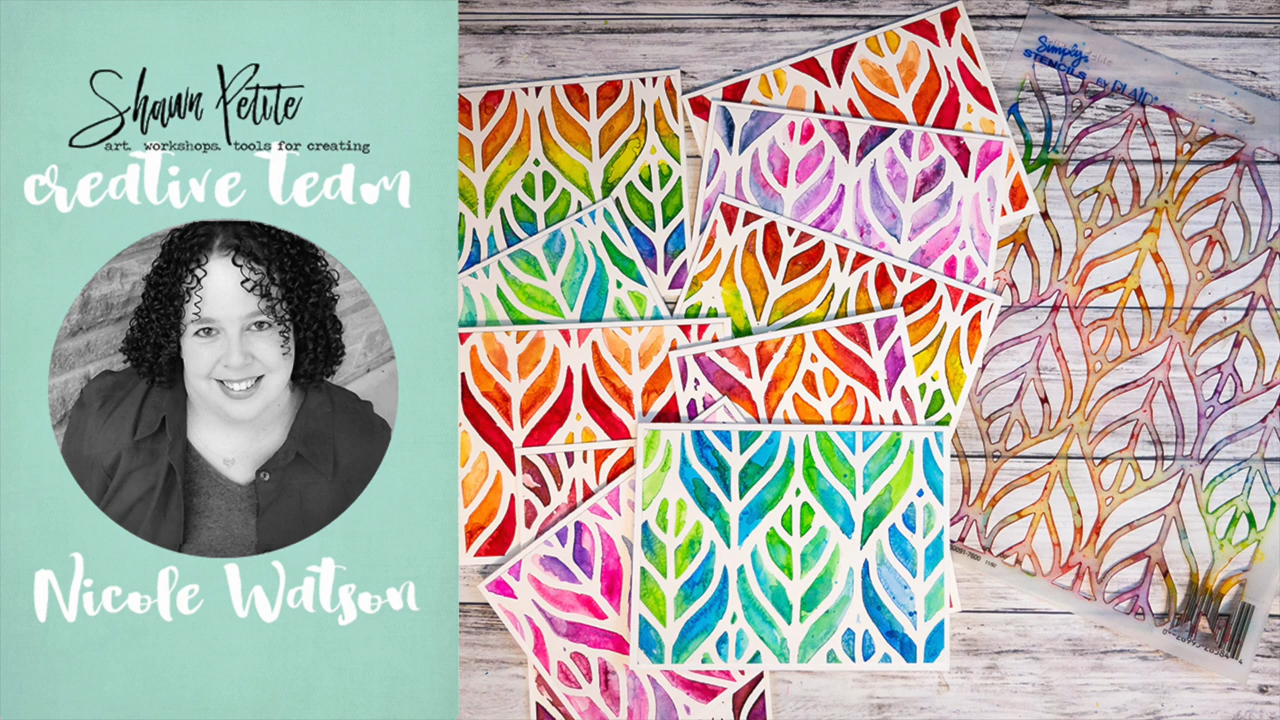 Shawn Petite
art. workshops. tools for creating
creative team
Nicole Watson
Simply
STENCILS BY PLAID